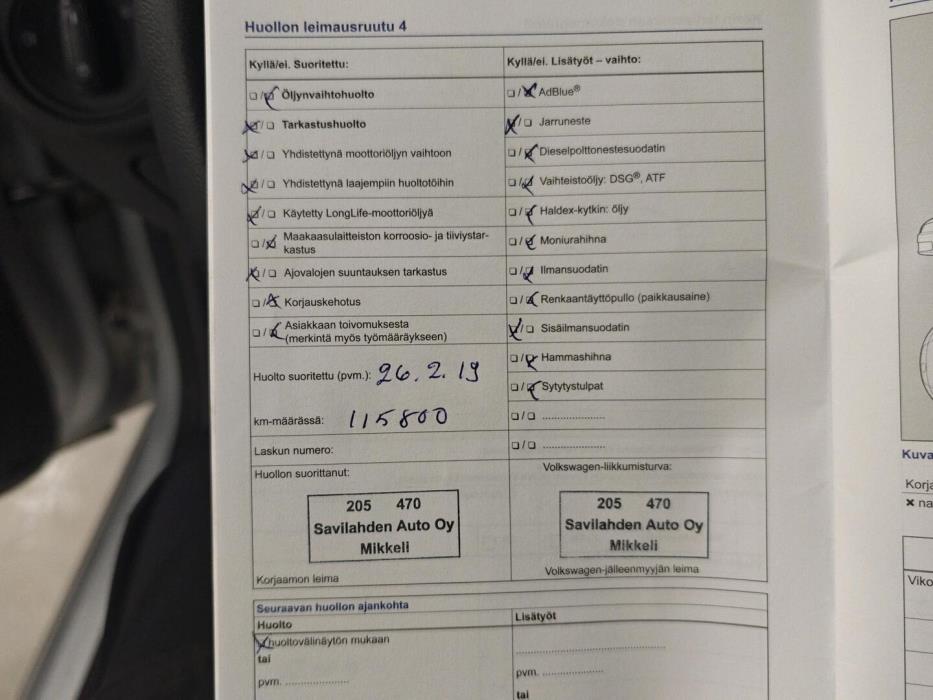 Huollon leimausruutu 4
Kyllä/ei. Suoritettu:
Öljynvaihtohuolto
Tarkastushuolto
Yhdistettynä moottoriöljyn vaihtoon
Yhdistettynä laajempiin huoltotöihin
Käytetty LongLife-moottoriöljyä
Maakaasulaitteiston korroosio- ja tiiviystar-
kastus
Ajovalojen suuntauksen tarkastus
Korjauskehotus
Asiakkaan toivomuksesta
(merkintä myös työmääräykseen)
Huolto suoritettu (pvm.): 26.2.19
km-määrässä: 115800
Laskun numero:
Huollon suorittanut:
205 470
Savilahden Auto Oy
Mikkeli
Korjaamon leima
Kyllä/ei. Lisätyöt – vaihto:
AdBlue®
Jarruneste
Dieselpolttonestesuodatin
Vaihteistoöljy: DSG®, ATF
Haldex-kytkin: öljy
Moniurahihna
Ilmansuodatin
Renkaantäyttöpullo (paikkausaine)
Sisäilmansuodatin
Hammashihna
Sytytystulpat
Volkswagen-liikkumisturva:
205 470
Savilahden Auto Oy
Mikkeli
Volkswagen-jälleenmyyjän leima
Seuraavan huollon ajankohta
Huolto
huoltovälinäytön mukaan
tai
pvm. ....................
Lisätyöt
pvm. ....................
tai
Kuva
Korja
× na
Viko